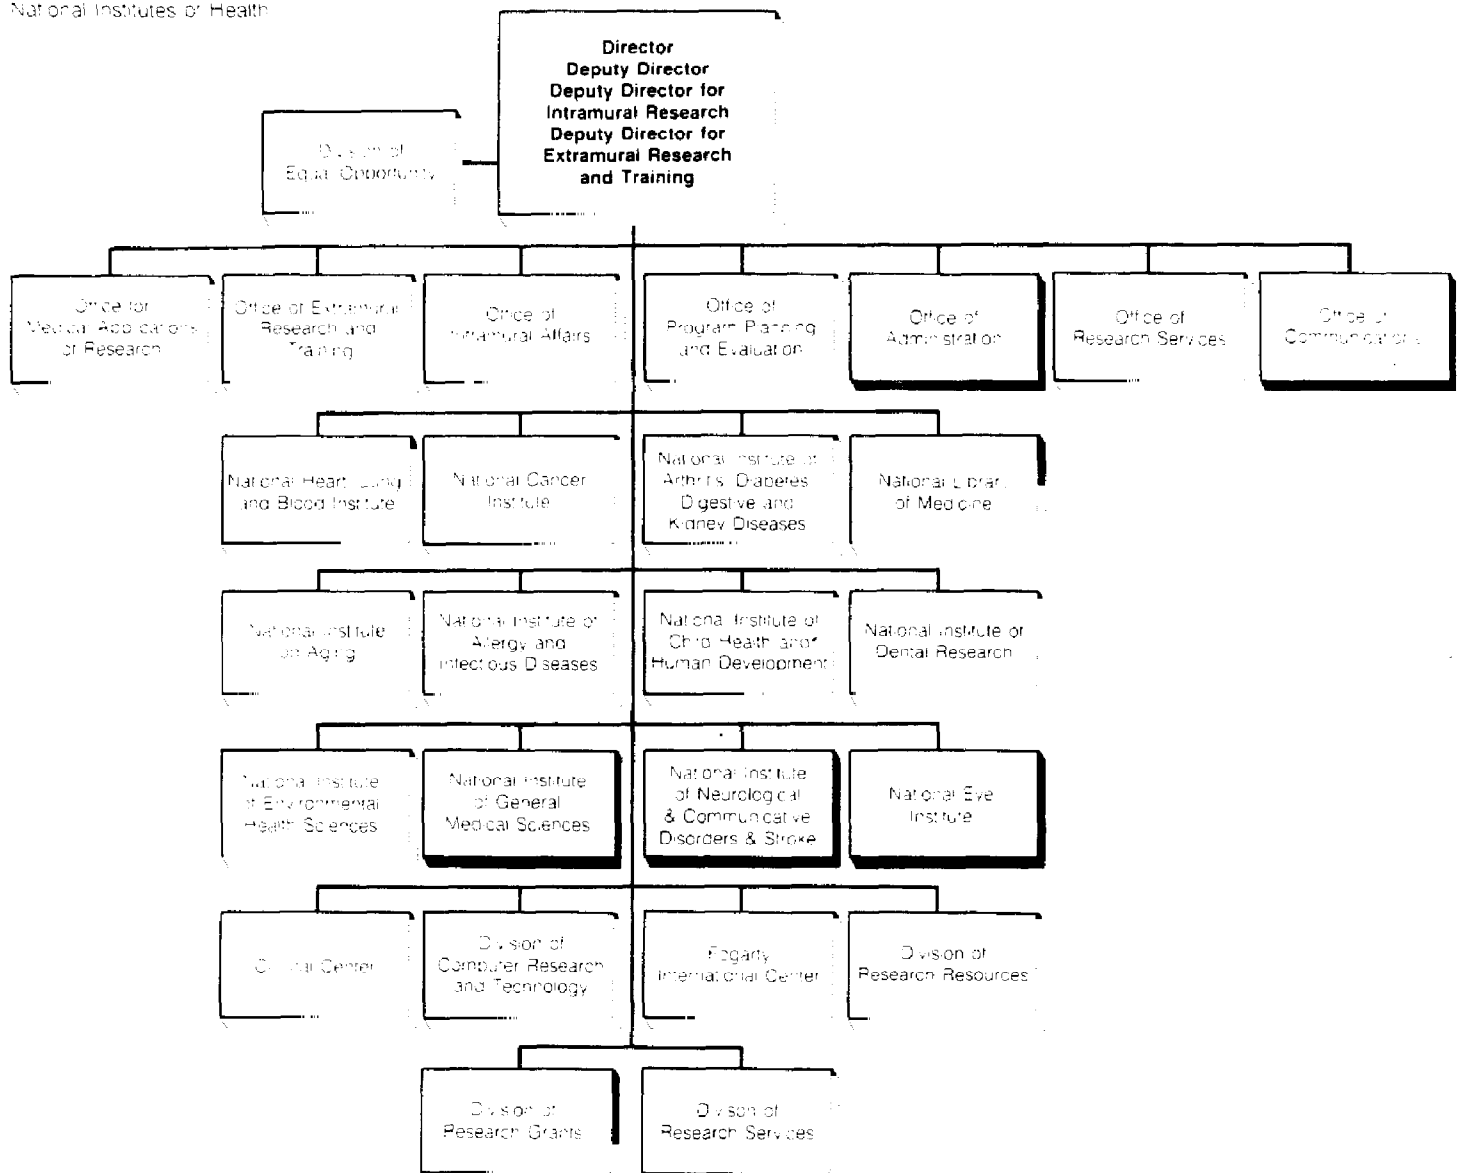 National Institutes of Health
Director
Deputy Director
Deputy Director for
Intramural Research
Deputy Director for
Extramural Research
and Training
Division of
Equal Opportunity
Office for
Medical Applications
of Research
Office of Extramural
Research and
Training
Office of
Intramural Affairs
Office of
Program Planning
and Evaluation
Office of
Administration
Office of
Research Services
Office of
Communications
National Heart Lung
and Blood Institute
National Cancer
Institute
National Institute of
Arthritis, Diabetes
Digestive and
Kidney Diseases
National Library
of Medicine
National Institute
on Aging
National Institute of
Allergy and
Infectious Diseases
National Institute of
Child Health and
Human Development
National Institute of
Dental Research
National Institute
of Environmental
Health Sciences
National Institute
of General
Medical Sciences
National Institute
of Neurological
& Communicative
Disorders & Stroke
National Eye
Institute
Clinical Center
Division of
Computer Research
and Technology
Fogarty
International Center
Division of
Research Resources
Division of
Research Grants
Divison of
Research Services